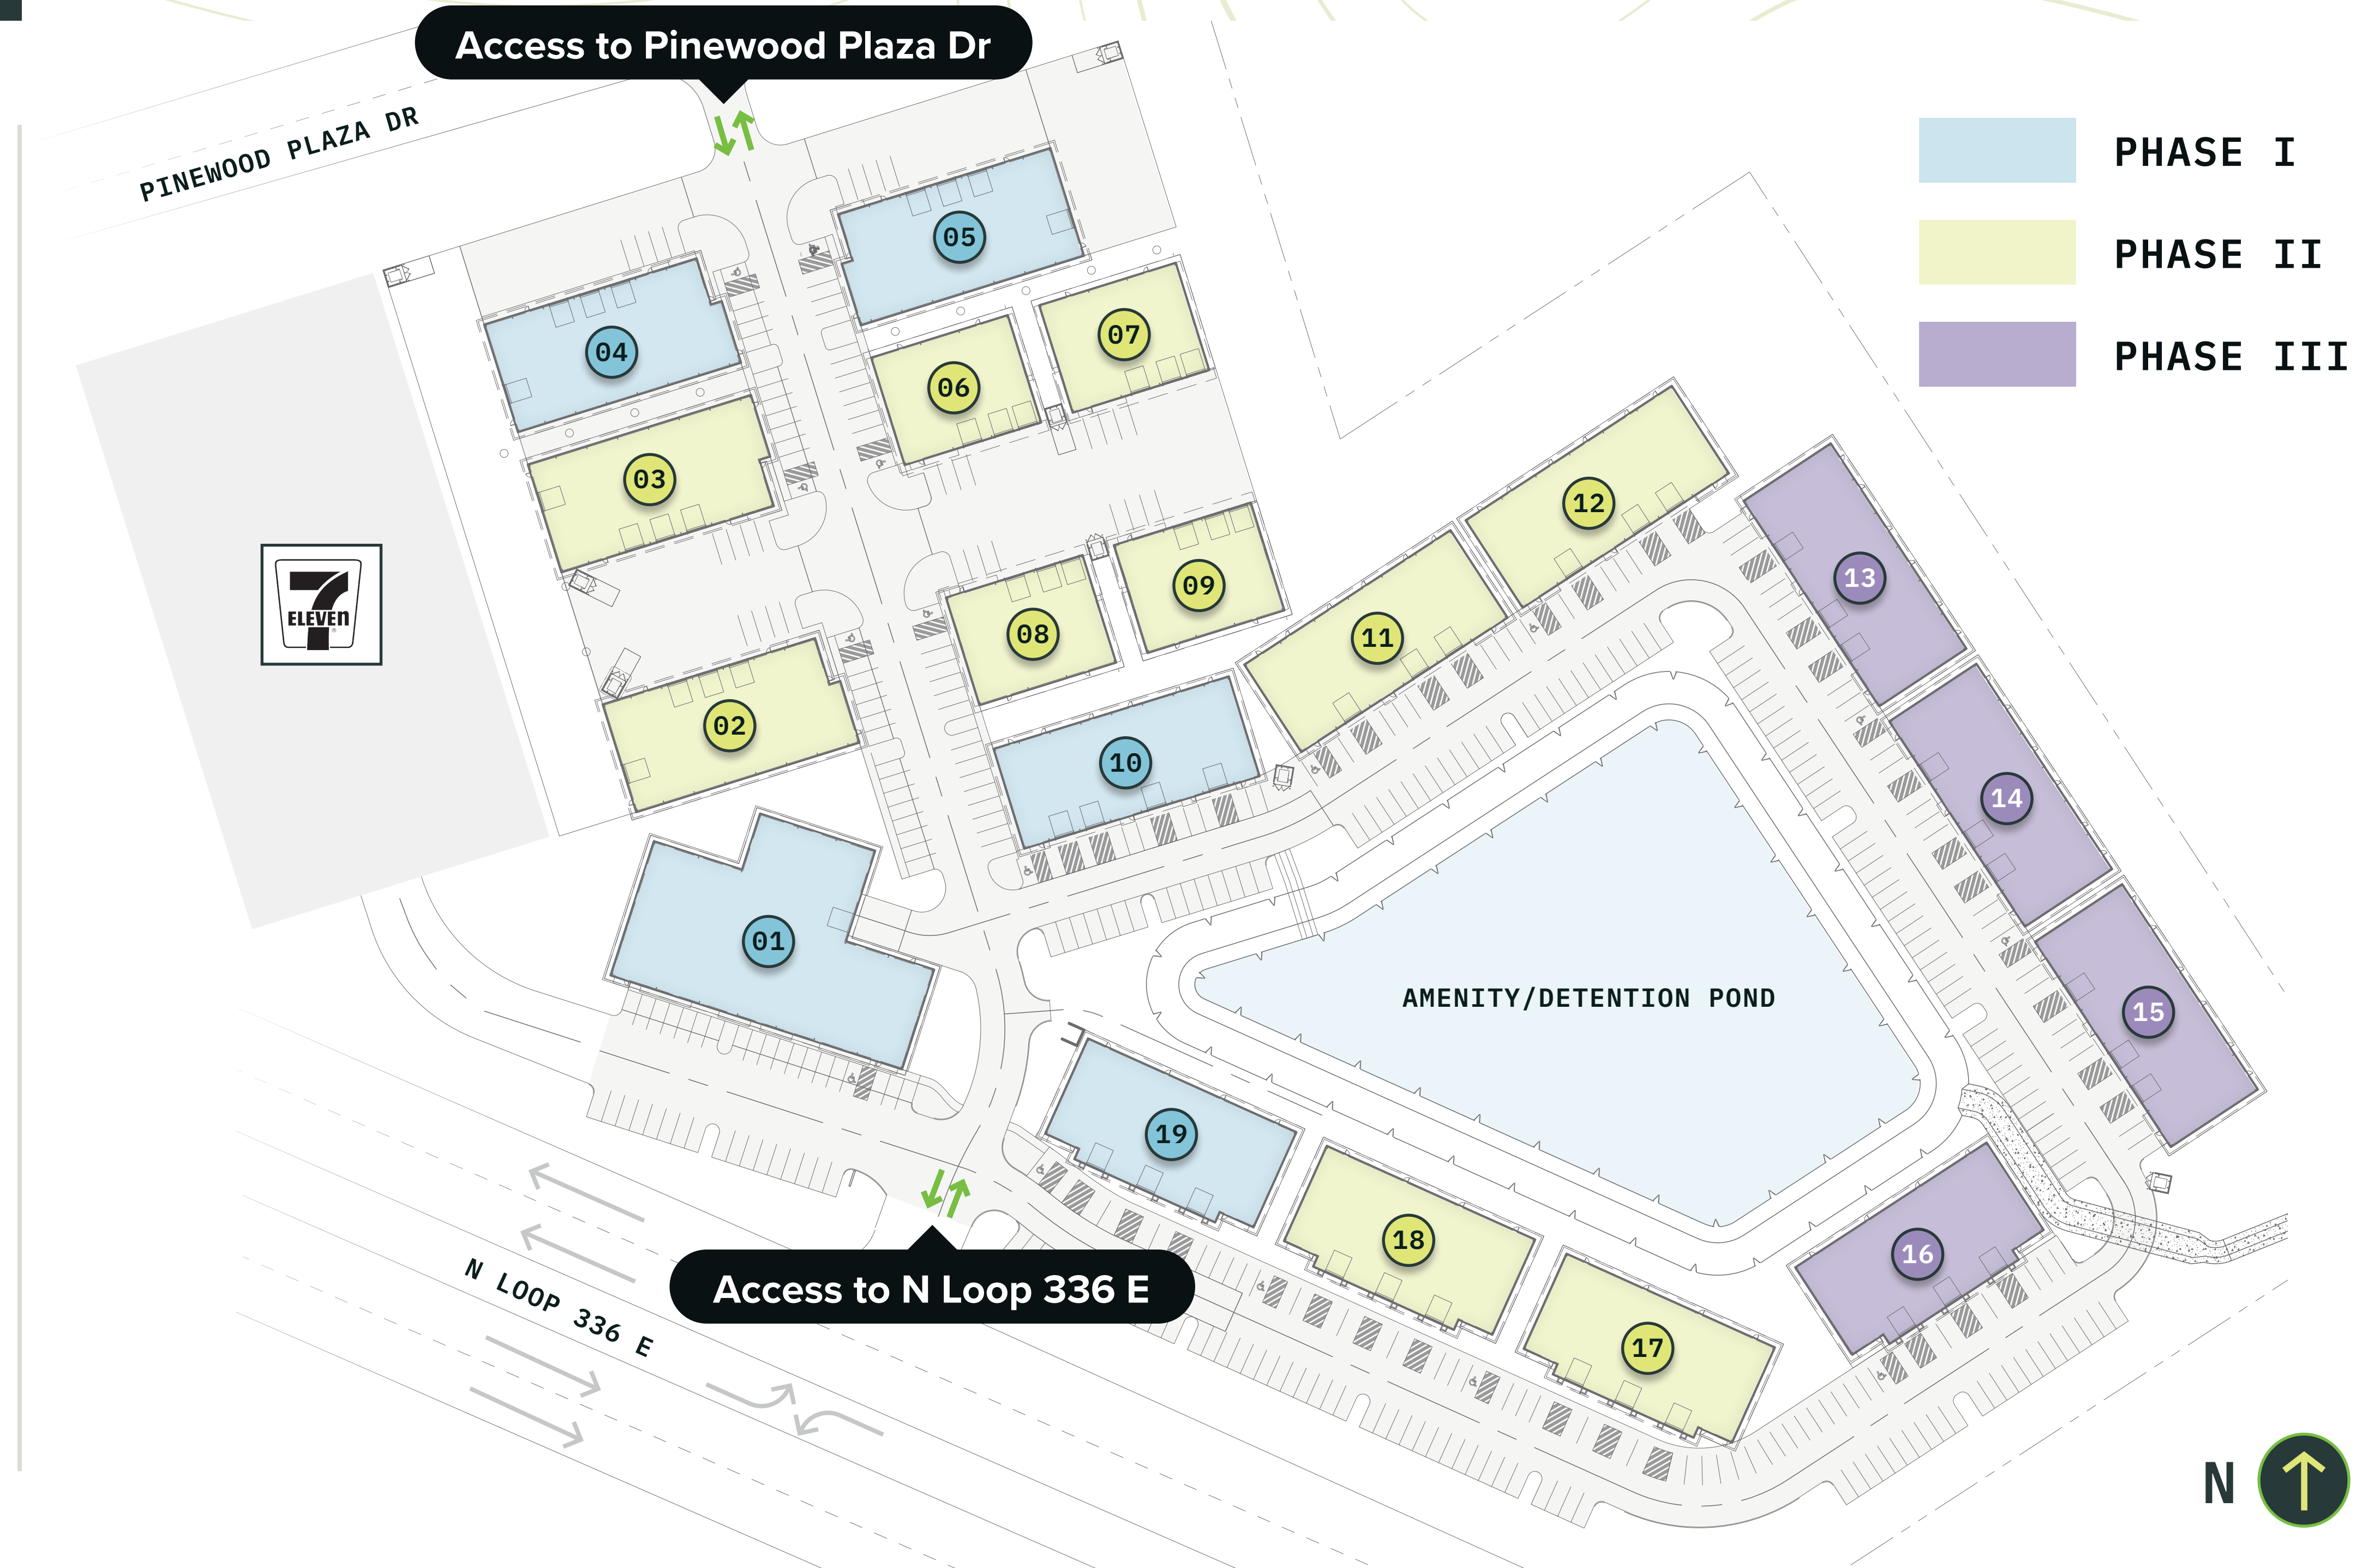 Access to Pinewood Plaza Dr
PINEWOOD PLAZA DR
PHASE I
PHASE II
PHASE III
05
07
04
06
03
12
13
09
08
11
7
ELEVEn
®
02
10
14
01
AMENITY/DETENTION POND
15
19
18
16
17
Access to N Loop 336 E
N LOOP 336 E
N